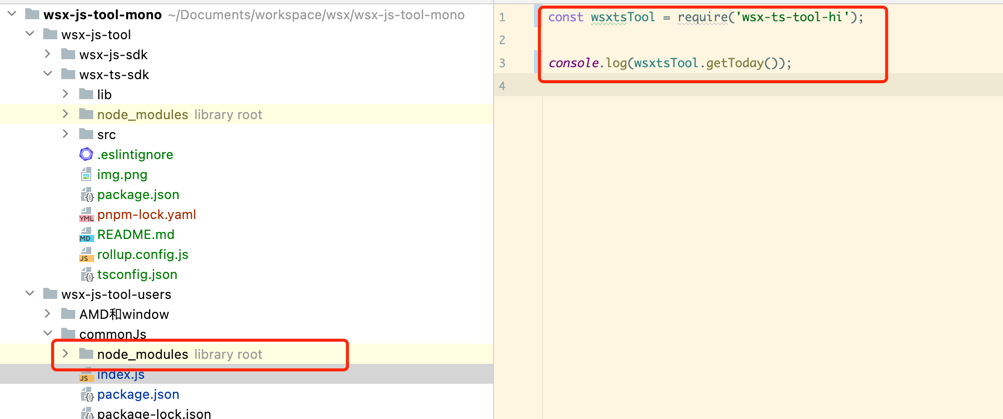 wsx-js-tool-mono ~/Documents/workspace/wsx/wsx-js-tool-mono
wsx-js-tool
wsx-js-sdk
wsx-ts-sdk
lib
node_modules library root
src
.eslintignore
img.png
package.json
pnpm-lock.yaml
README.md
rollup.config.js
tsconfig.json
wsx-js-tool-users
AMD和window
commonJs
node_modules library root
index.js
package.json
package-lock.json
1 const wsxtsTool = require('wsx-ts-tool-hi');
2
3 console.log(wsxtsTool.getToday());
4